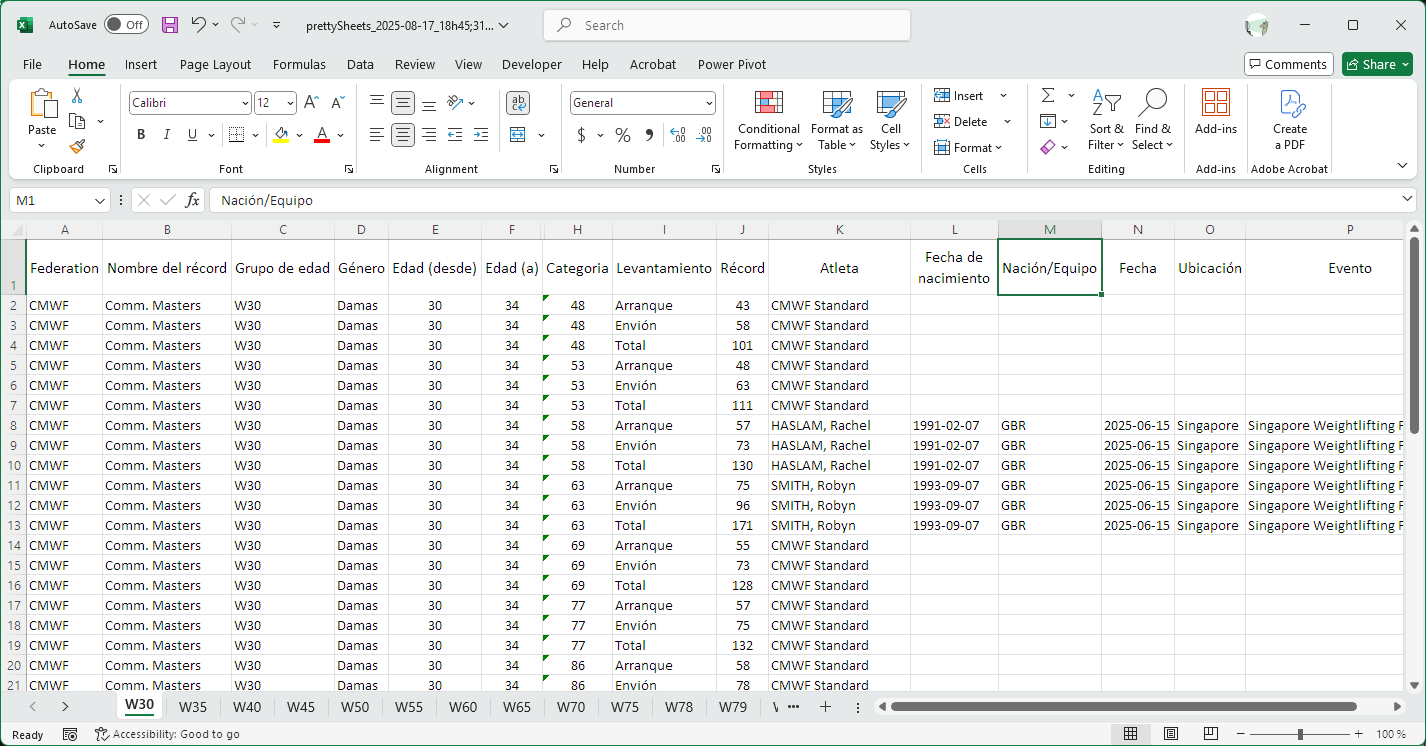 AutoSave Off prettySheets_2025-08-17_18h45;31... Search
File Home Insert Page Layout Formulas Data Review View Developer Help Acrobat Power Pivot Comments Share
Paste Calibri 12 A^ A˅ ab c General Conditional Formatting Format as Table Cell Styles Insert Delete Format Sort & Filter Find & Select Add-ins Create a PDF
B I U A $ % 9 ←.0 .00 .00 →.0
Clipboard Font Alignment Number Styles Cells Editing Add-ins Adobe Acrobat
M1 fx Nación/Equipo
A B C D E F H I J K L M N O P
1 Federation Nombre del récord Grupo de edad Género Edad (desde) Edad (a) Categoria Levantamiento Récord Atleta Fecha de nacimiento Nación/Equipo Fecha Ubicación Evento
2 CMWF Comm. Masters W30 Damas 30 34 48 Arranque 43 CMWF Standard
3 CMWF Comm. Masters W30 Damas 30 34 48 Envión 58 CMWF Standard
4 CMWF Comm. Masters W30 Damas 30 34 48 Total 101 CMWF Standard
5 CMWF Comm. Masters W30 Damas 30 34 53 Arranque 48 CMWF Standard
6 CMWF Comm. Masters W30 Damas 30 34 53 Envión 63 CMWF Standard
7 CMWF Comm. Masters W30 Damas 30 34 53 Total 111 CMWF Standard
8 CMWF Comm. Masters W30 Damas 30 34 58 Arranque 57 HASLAM, Rachel 1991-02-07 GBR 2025-06-15 Singapore Singapore Weightlifting
9 CMWF Comm. Masters W30 Damas 30 34 58 Envión 73 HASLAM, Rachel 1991-02-07 GBR 2025-06-15 Singapore Singapore Weightlifting
10 CMWF Comm. Masters W30 Damas 30 34 58 Total 130 HASLAM, Rachel 1991-02-07 GBR 2025-06-15 Singapore Singapore Weightlifting
11 CMWF Comm. Masters W30 Damas 30 34 63 Arranque 75 SMITH, Robyn 1993-09-07 GBR 2025-06-15 Singapore Singapore Weightlifting
12 CMWF Comm. Masters W30 Damas 30 34 63 Envión 96 SMITH, Robyn 1993-09-07 GBR 2025-06-15 Singapore Singapore Weightlifting
13 CMWF Comm. Masters W30 Damas 30 34 63 Total 171 SMITH, Robyn 1993-09-07 GBR 2025-06-15 Singapore Singapore Weightlifting
14 CMWF Comm. Masters W30 Damas 30 34 69 Arranque 55 CMWF Standard
15 CMWF Comm. Masters W30 Damas 30 34 69 Envión 73 CMWF Standard
16 CMWF Comm. Masters W30 Damas 30 34 69 Total 128 CMWF Standard
17 CMWF Comm. Masters W30 Damas 30 34 77 Arranque 57 CMWF Standard
18 CMWF Comm. Masters W30 Damas 30 34 77 Envión 75 CMWF Standard
19 CMWF Comm. Masters W30 Damas 30 34 77 Total 132 CMWF Standard
20 CMWF Comm. Masters W30 Damas 30 34 86 Arranque 58 CMWF Standard
21 CMWF Comm. Masters W30 Damas 30 34 86 Envión 78 CMWF Standard
W30 W35 W40 W45 W50 W55 W60 W65 W70 W75 W78 W79 ...
Ready Accessibility: Good to go 100 %